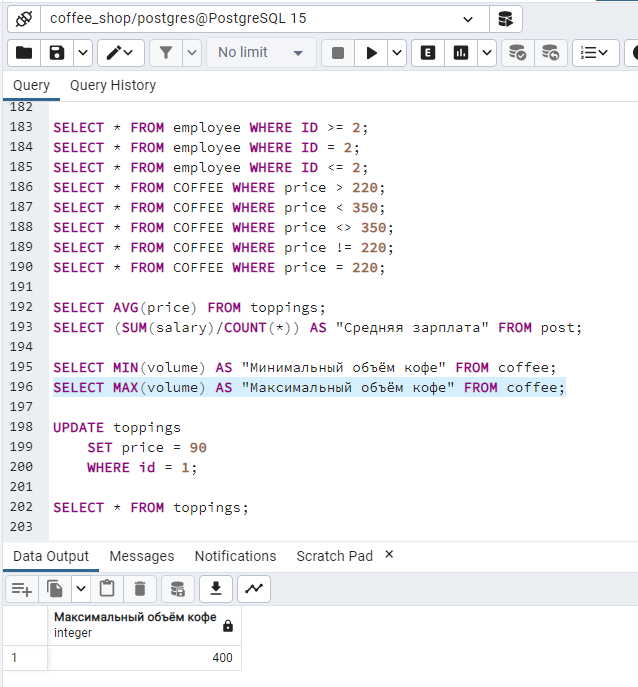 coffee_shop/postgres@PostgreSQL 15
No limit
E
Query Query History
182
183 SELECT * FROM employee WHERE ID >= 2;
184 SELECT * FROM employee WHERE ID = 2;
185 SELECT * FROM employee WHERE ID <= 2;
186 SELECT * FROM COFFEE WHERE price > 220;
187 SELECT * FROM COFFEE WHERE price < 350;
188 SELECT * FROM COFFEE WHERE price <> 350;
189 SELECT * FROM COFFEE WHERE price != 220;
190 SELECT * FROM COFFEE WHERE price = 220;
191
192 SELECT AVG(price) FROM toppings;
193 SELECT (SUM(salary)/COUNT(*)) AS "Средняя зарплата" FROM post;
194
195 SELECT MIN(volume) AS "Минимальный объём кофе" FROM coffee;
196 SELECT MAX(volume) AS "Максимальный объём кофе" FROM coffee;
197
198 UPDATE toppings
199 SET price = 90
200 WHERE id = 1;
201
202 SELECT * FROM toppings;
203
Data Output Messages Notifications Scratch Pad ×
Максимальный объём кофе
integer
1 400